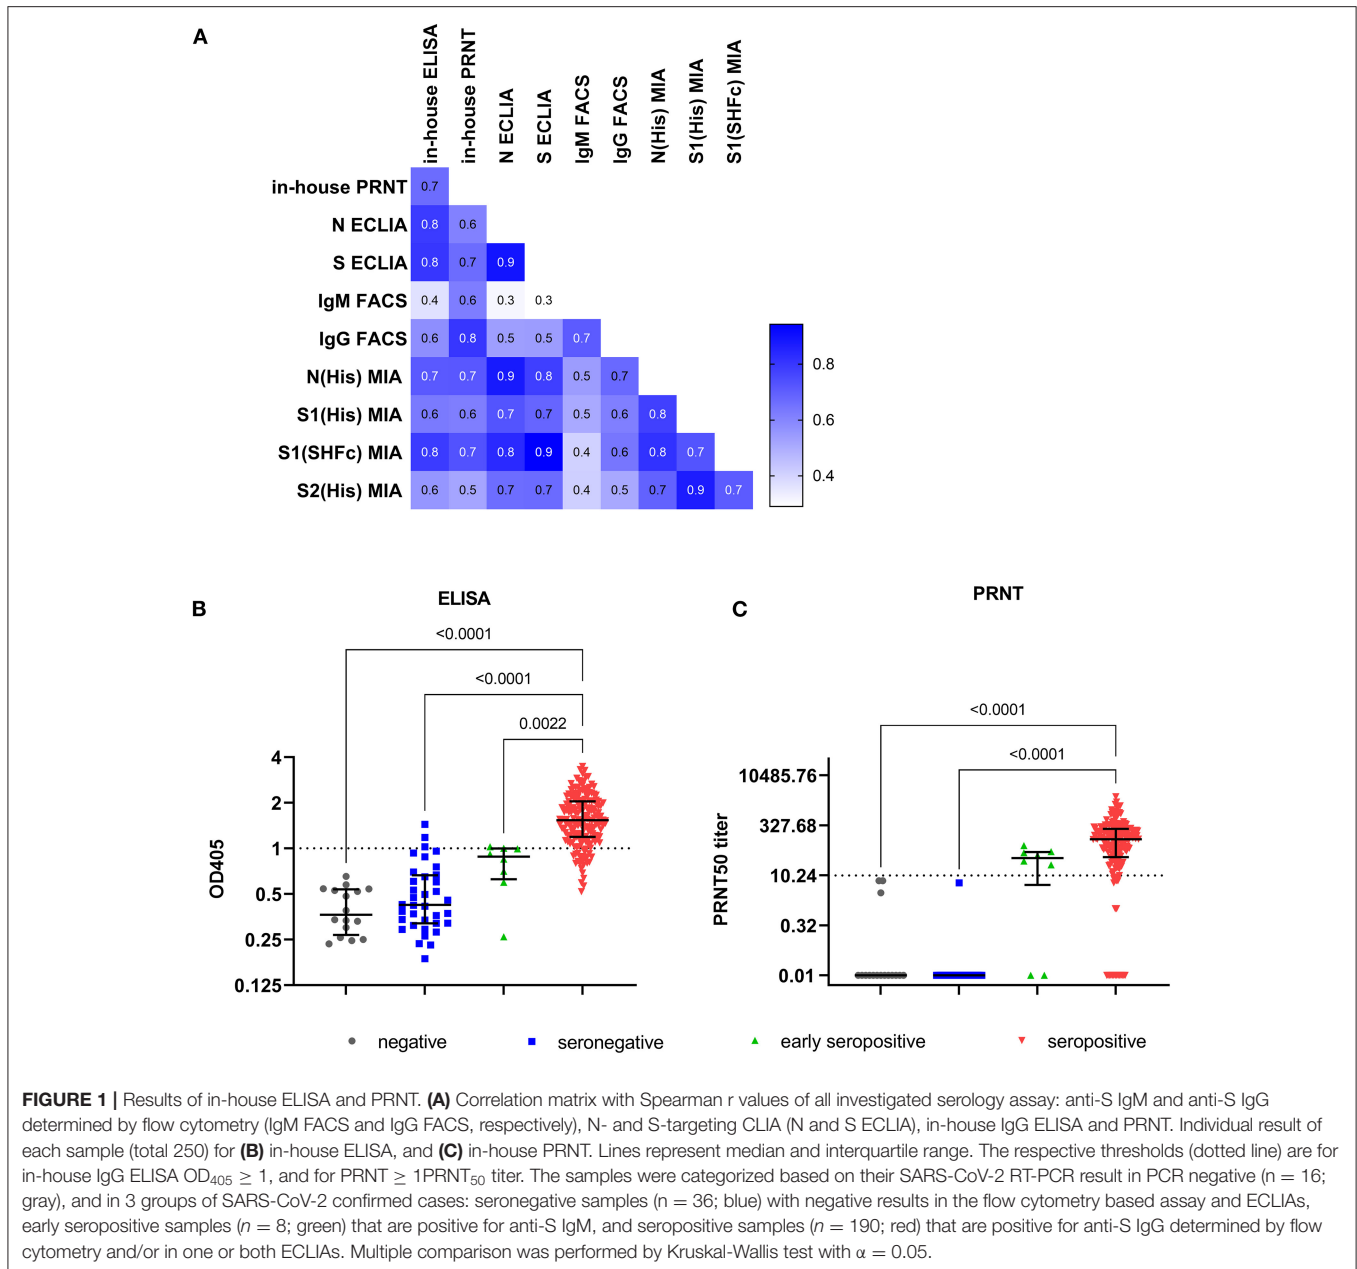 A
in-house ELISA
in-house PRNT
N ECLIA
S ECLIA
IgM FACS
IgG FACS
N(His) MIA
S1(His) MIA
S1(SHFc) MIA
in-house PRNT 0.7
N ECLIA 0.8 0.6
S ECLIA 0.8 0.7 0.9
IgM FACS 0.4 0.6 0.3 0.3
IgG FACS 0.6 0.8 0.5 0.5 0.7
N(His) MIA 0.7 0.7 0.9 0.8 0.5 0.7
S1(His) MIA 0.6 0.6 0.7 0.7 0.5 0.6 0.8
S1(SHFc) MIA 0.8 0.7 0.8 0.9 0.4 0.6 0.8 0.7
S2(His) MIA 0.6 0.5 0.7 0.7 0.4 0.5 0.7 0.9 0.7
0.8
0.6
0.4
B
ELISA
<0.0001
<0.0001
0.0022
OD405
4
2
1
0.5
0.25
0.125
C
PRNT
<0.0001
<0.0001
PRNT50 titer
10485.76
327.68
10.24
0.32
0.01
negative seronegative early seropositive seropositive
FIGURE 1 | Results of in-house ELISA and PRNT. (A) Correlation matrix with Spearman r values of all investigated serology assay: anti-S IgM and anti-S IgG
determined by flow cytometry (IgM FACS and IgG FACS, respectively), N- and S-targeting CLIA (N and S ECLIA), in-house IgG ELISA and PRNT. Individual result of
each sample (total 250) for (B) in-house ELISA, and (C) in-house PRNT. Lines represent median and interquartile range. The respective thresholds (dotted line) are for
in-house IgG ELISA OD405 ≥ 1, and for PRNT ≥ 1PRNT50 titer. The samples were categorized based on their SARS-CoV-2 RT-PCR result in PCR negative (n = 16;
gray), and in 3 groups of SARS-CoV-2 confirmed cases: seronegative samples (n = 36; blue) with negative results in the flow cytometry based assay and ECLIAs,
early seropositive samples (n = 8; green) that are positive for anti-S IgM, and seropositive samples (n = 190; red) that are positive for anti-S IgG determined by flow
cytometry and/or in one or both ECLIAs. Multiple comparison was performed by Kruskal-Wallis test with α = 0.05.